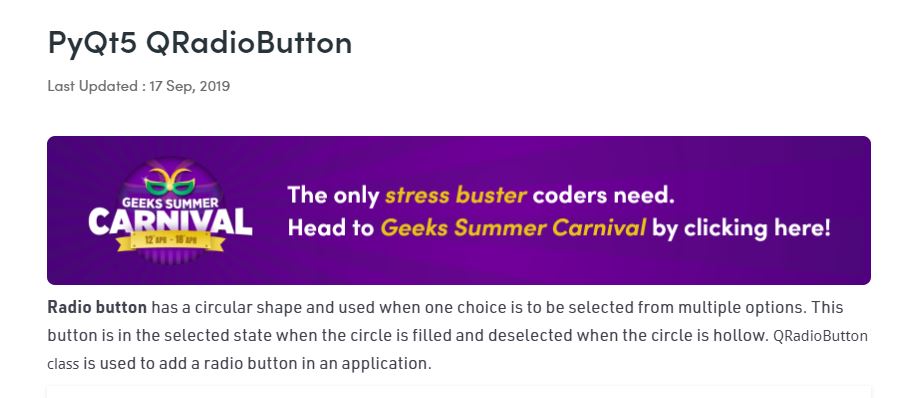 PyQt5 QRadioButton
Last Updated : 17 Sep, 2019
GEEKS SUMMER
CARNIVAL
12 APR - 18 APR
The only stress buster coders need.
Head to Geeks Summer Carnival by clicking here!
Radio button has a circular shape and used when one choice is to be selected from multiple options. This
button is in the selected state when the circle is filled and deselected when the circle is hollow. QRadioButton
class is used to add a radio button in an application.